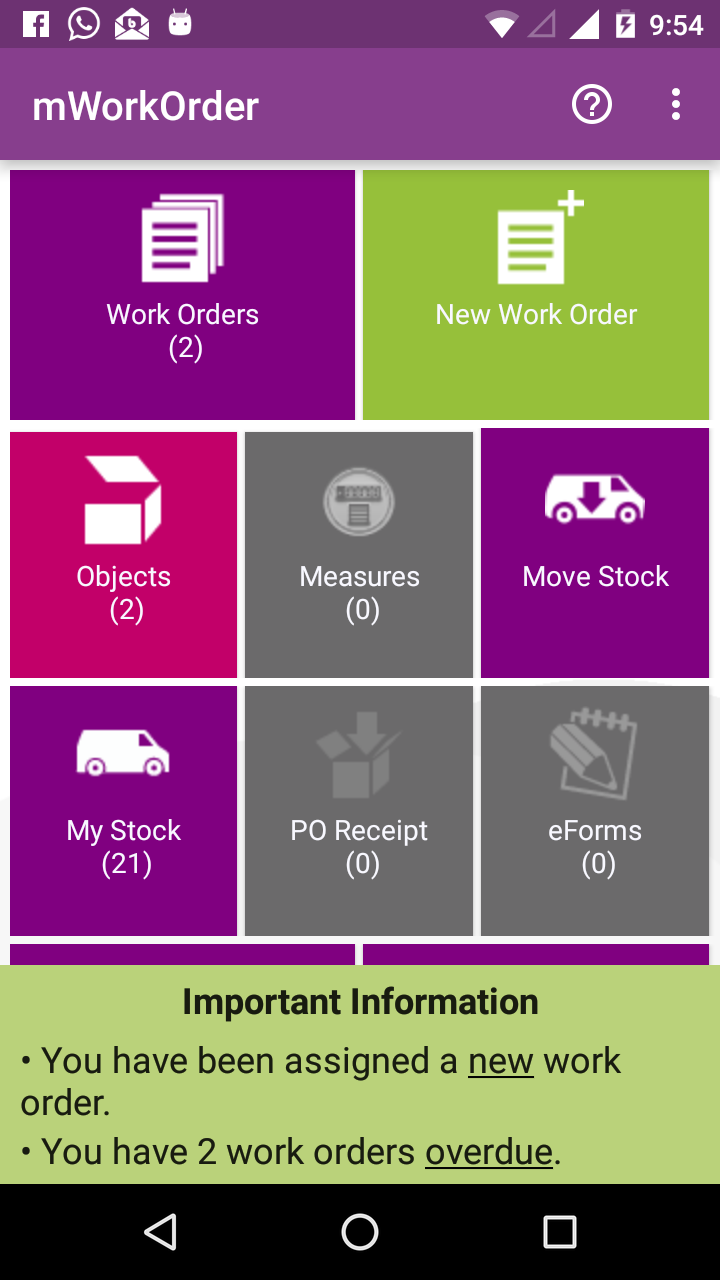 9:54
mWorkOrder
Work Orders
(2)
New Work Order
Objects
(2)
Measures
(0)
Move Stock
My Stock
(21)
PO Receipt
(0)
eForms
(0)
Important Information
• You have been assigned a new work
order.
• You have 2 work orders overdue.